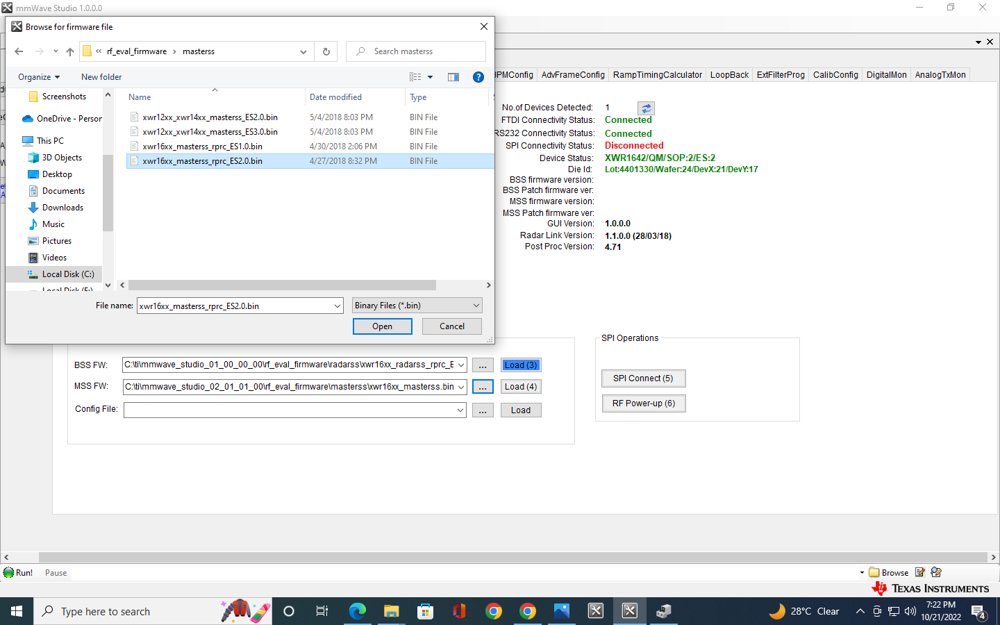 mmWave Studio 1.0.0.0
Browse for firmware file
« rf_eval_firmware › masterss
Search masterss
Organize
New folder
Screenshots
OneDrive - Person
This PC
3D Objects
Desktop
Documents
Downloads
Music
Pictures
Videos
Local Disk (C:)
Name Date modified Type
xwr12xx_xwr14xx_masterss_ES2.0.bin 5/4/2018 8:03 PM BIN File
xwr12xx_xwr14xx_masterss_ES3.0.bin 5/4/2018 8:03 PM BIN File
xwr16xx_masterss_rprc_ES1.0.bin 4/30/2018 2:06 PM BIN File
xwr16xx_masterss_rprc_ES2.0.bin 4/27/2018 8:32 PM BIN File
File name: xwr16xx_masterss_rprc_ES2.0.bin Binary Files (*.bin)
Open Cancel
PMConfig AdvFrameConfig RampTimingCalculator LoopBack ExtFilterProg CalibConfig DigitalMon AnalogTxMon
No.of Devices Detected: 1
FTDI Connectivity Status: Connected
RS232 Connectivity Status: Connected
SPI Connectivity Status: Disconnected
Device Status: XWR1642/QM/SOP:2/ES:2
Die Id: Lot:4401330/Wafer:24/DevX:21/DevY:17
BSS firmware version:
BSS Patch firmware ver:
MSS firmware version:
MSS Patch firmware ver:
GUI Version: 1.0.0.0
Radar Link Version: 1.1.0.0 (28/03/18)
Post Proc Version: 4.71
BSS FW: C:\ti\mmwave_studio_01_00_00_00\rf_eval_firmware\radarss\xwr16xx_radarss_rprc_E ... Load (3)
MSS FW: C:\ti\mmwave_studio_02_01_01_00\rf_eval_firmware\masterss\xwr16xx_masterss.bin ... Load (4)
Config File: ... Load
SPI Operations
SPI Connect (5)
RF Power-up (6)
Run! Pause
Browse
TEXAS INSTRUMENTS
Type here to search
28°C Clear
7:22 PM
10/21/2022
4